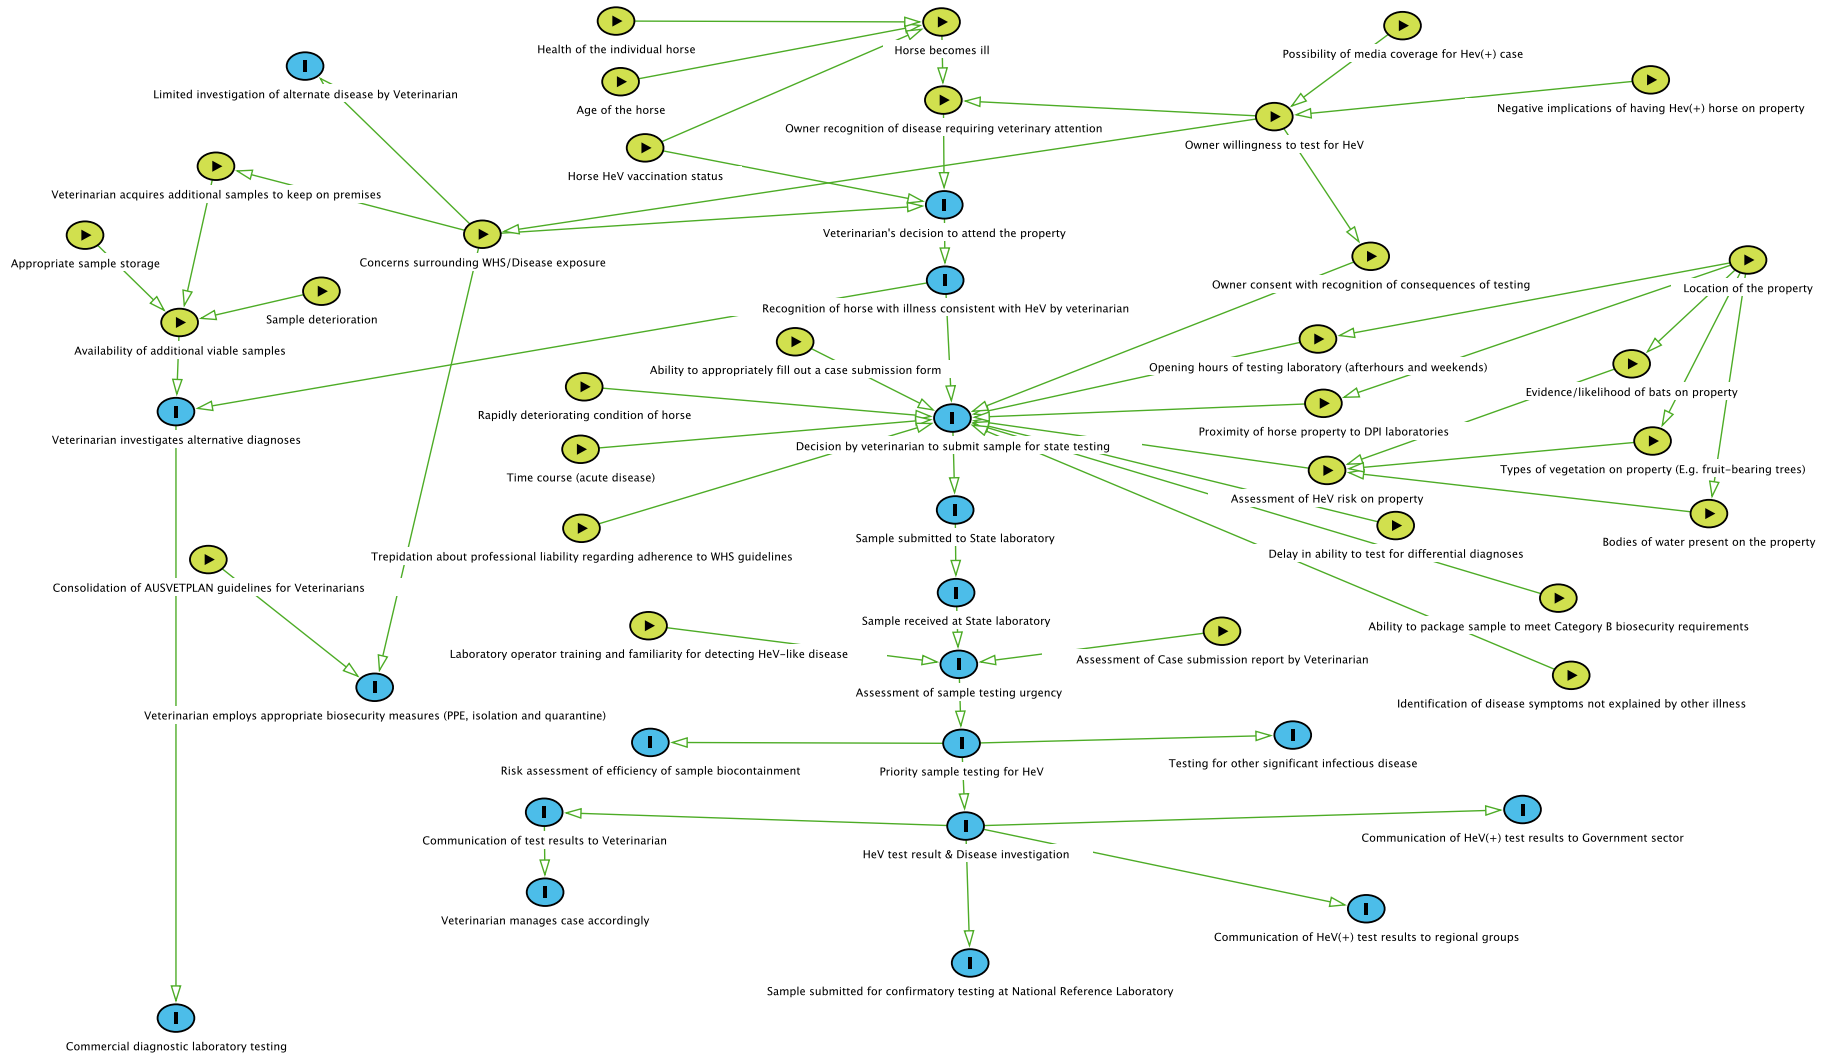 Health of the individual horse
Horse becomes ill
Possibility of media coverage for Hev(+) case
Limited investigation of alternate disease by Veterinarian
Age of the horse
Negative implications of having Hev(+) horse on property
Owner recognition of disease requiring veterinary attention
Owner willingness to test for HeV
Horse HeV vaccination status
Veterinarian acquires additional samples to keep on premises
Veterinarian's decision to attend the property
Appropriate sample storage
Concerns surrounding WHS/Disease exposure
Owner consent with recognition of consequences of testing
Location of the property
Recognition of horse with illness consistent with HeV by veterinarian
Sample deterioration
Availability of additional viable samples
Ability to appropriately fill out a case submission form
Opening hours of testing laboratory (afterhours and weekends)
Evidence/likelihood of bats on property
Rapidly deteriorating condition of horse
Proximity of horse property to DPI laboratories
Veterinarian investigates alternative diagnoses
Decision by veterinarian to submit sample for state testing
Types of vegetation on property (E.g. fruit-bearing trees)
Time course (acute disease)
Assessment of HeV risk on property
Sample submitted to State laboratory
Bodies of water present on the property
Trepidation about professional liability regarding adherence to WHS guidelines
Delay in ability to test for differential diagnoses
Consolidation of AUSVETPLAN guidelines for Veterinarians
Sample received at State laboratory
Ability to package sample to meet Category B biosecurity requirements
Laboratory operator training and familiarity for detecting HeV-like disease
Assessment of Case submission report by Veterinarian
Assessment of sample testing urgency
Identification of disease symptoms not explained by other illness
Veterinarian employs appropriate biosecurity measures (PPE, isolation and quarantine)
Risk assessment of efficiency of sample biocontainment
Priority sample testing for HeV
Testing for other significant infectious disease
Communication of test results to Veterinarian
HeV test result & Disease investigation
Communication of HeV(+) test results to Government sector
Veterinarian manages case accordingly
Communication of HeV(+) test results to regional groups
Sample submitted for confirmatory testing at National Reference Laboratory
Commercial diagnostic laboratory testing